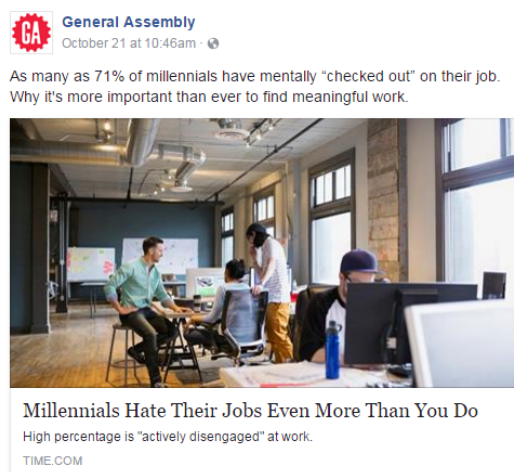 GA
General Assembly
October 21 at 10:46am ·
As many as 71% of millennials have mentally “checked out” on their job.
Why it's more important than ever to find meaningful work.
Millennials Hate Their Jobs Even More Than You Do
High percentage is "actively disengaged" at work.
TIME.COM